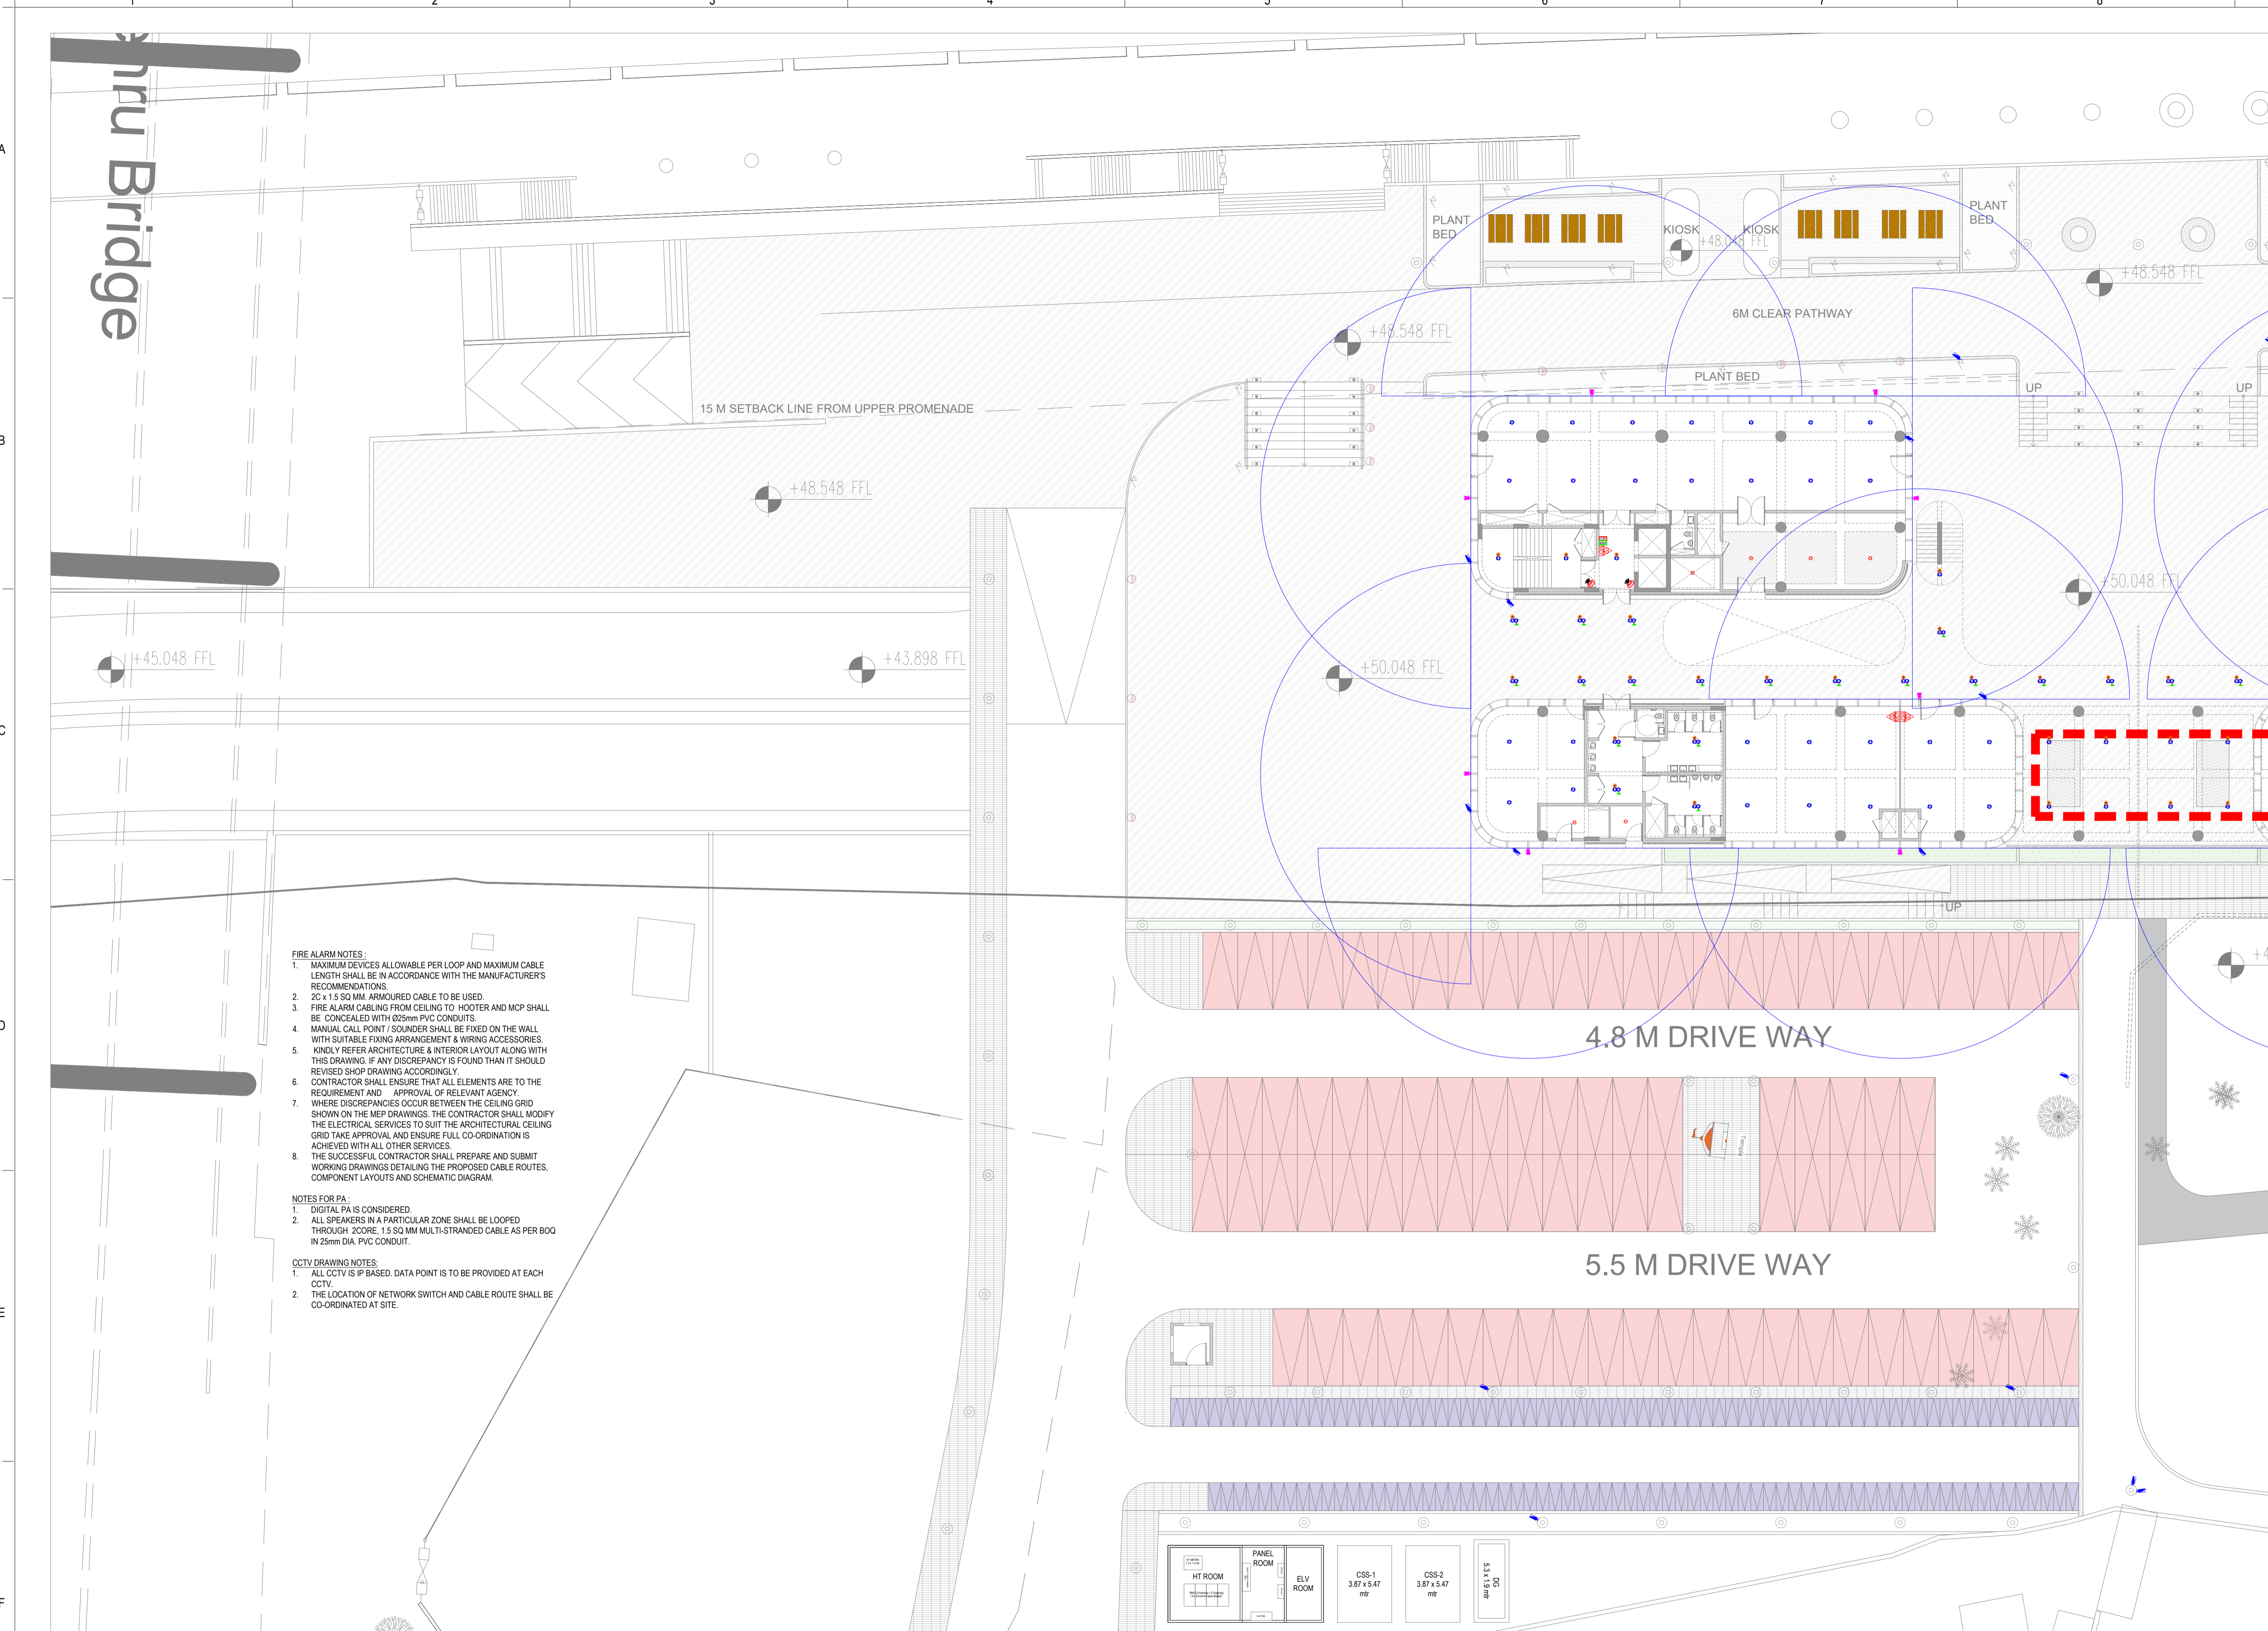 1 2 3 4 5 6 7 8
A
B
C
D
E
F
hru Bridge
PLANT
BED
KIOSK
KIOSK
+48.048 FFL
PLANT
BED
+48.548 FFL
6M CLEAR PATHWAY
+48.548 FFL
PLANT BED
UP
UP
15 M SETBACK LINE FROM UPPER PROMENADE
+48.548 FFL
+50.048 FFL
+45.048 FFL
+43.898 FFL
+50.048 FFL
UP
FIRE ALARM NOTES :
1. MAXIMUM DEVICES ALLOWABLE PER LOOP AND MAXIMUM CABLE
LENGTH SHALL BE IN ACCORDANCE WITH THE MANUFACTURER'S
RECOMMENDATIONS.
2. 2C x 1.5 SQ MM. ARMOURED CABLE TO BE USED.
3. FIRE ALARM CABLING FROM CEILING TO HOOTER AND MCP SHALL
BE CONCEALED WITH Ø25mm PVC CONDUITS.
4. MANUAL CALL POINT / SOUNDER SHALL BE FIXED ON THE WALL
WITH SUITABLE FIXING ARRANGEMENT & WIRING ACCESSORIES.
5. KINDLY REFER ARCHITECTURE & INTERIOR LAYOUT ALONG WITH
THIS DRAWING. IF ANY DISCREPANCY IS FOUND THAN IT SHOULD
REVISED SHOP DRAWING ACCORDINGLY.
6. CONTRACTOR SHALL ENSURE THAT ALL ELEMENTS ARE TO THE
REQUIREMENT AND APPROVAL OF RELEVANT AGENCY.
7. WHERE DISCREPANCIES OCCUR BETWEEN THE CEILING GRID
SHOWN ON THE MEP DRAWINGS. THE CONTRACTOR SHALL MODIFY
THE ELECTRICAL SERVICES TO SUIT THE ARCHITECTURAL CEILING
GRID TAKE APPROVAL AND ENSURE FULL CO-ORDINATION IS
ACHIEVED WITH ALL OTHER SERVICES.
8. THE SUCCESSFUL CONTRACTOR SHALL PREPARE AND SUBMIT
WORKING DRAWINGS DETAILING THE PROPOSED CABLE ROUTES,
COMPONENT LAYOUTS AND SCHEMATIC DIAGRAM.
NOTES FOR PA :
1. DIGITAL PA IS CONSIDERED.
2. ALL SPEAKERS IN A PARTICULAR ZONE SHALL BE LOOPED
THROUGH 2CORE, 1.5 SQ MM MULTI-STRANDED CABLE AS PER BOQ
IN 25mm DIA. PVC CONDUIT.
CCTV DRAWING NOTES:
1. ALL CCTV IS IP BASED. DATA POINT IS TO BE PROVIDED AT EACH
CCTV.
2. THE LOCATION OF NETWORK SWITCH AND CABLE ROUTE SHALL BE
CO-ORDINATED AT SITE.
4.8 M DRIVE WAY
Temple
5.5 M DRIVE WAY
HT ROOM
PANEL
ROOM
ELV
ROOM
CSS-1
3.87 x 5.47
mtr
CSS-2
3.87 x 5.47
mtr
DG
5.3 x 1.9 mtr